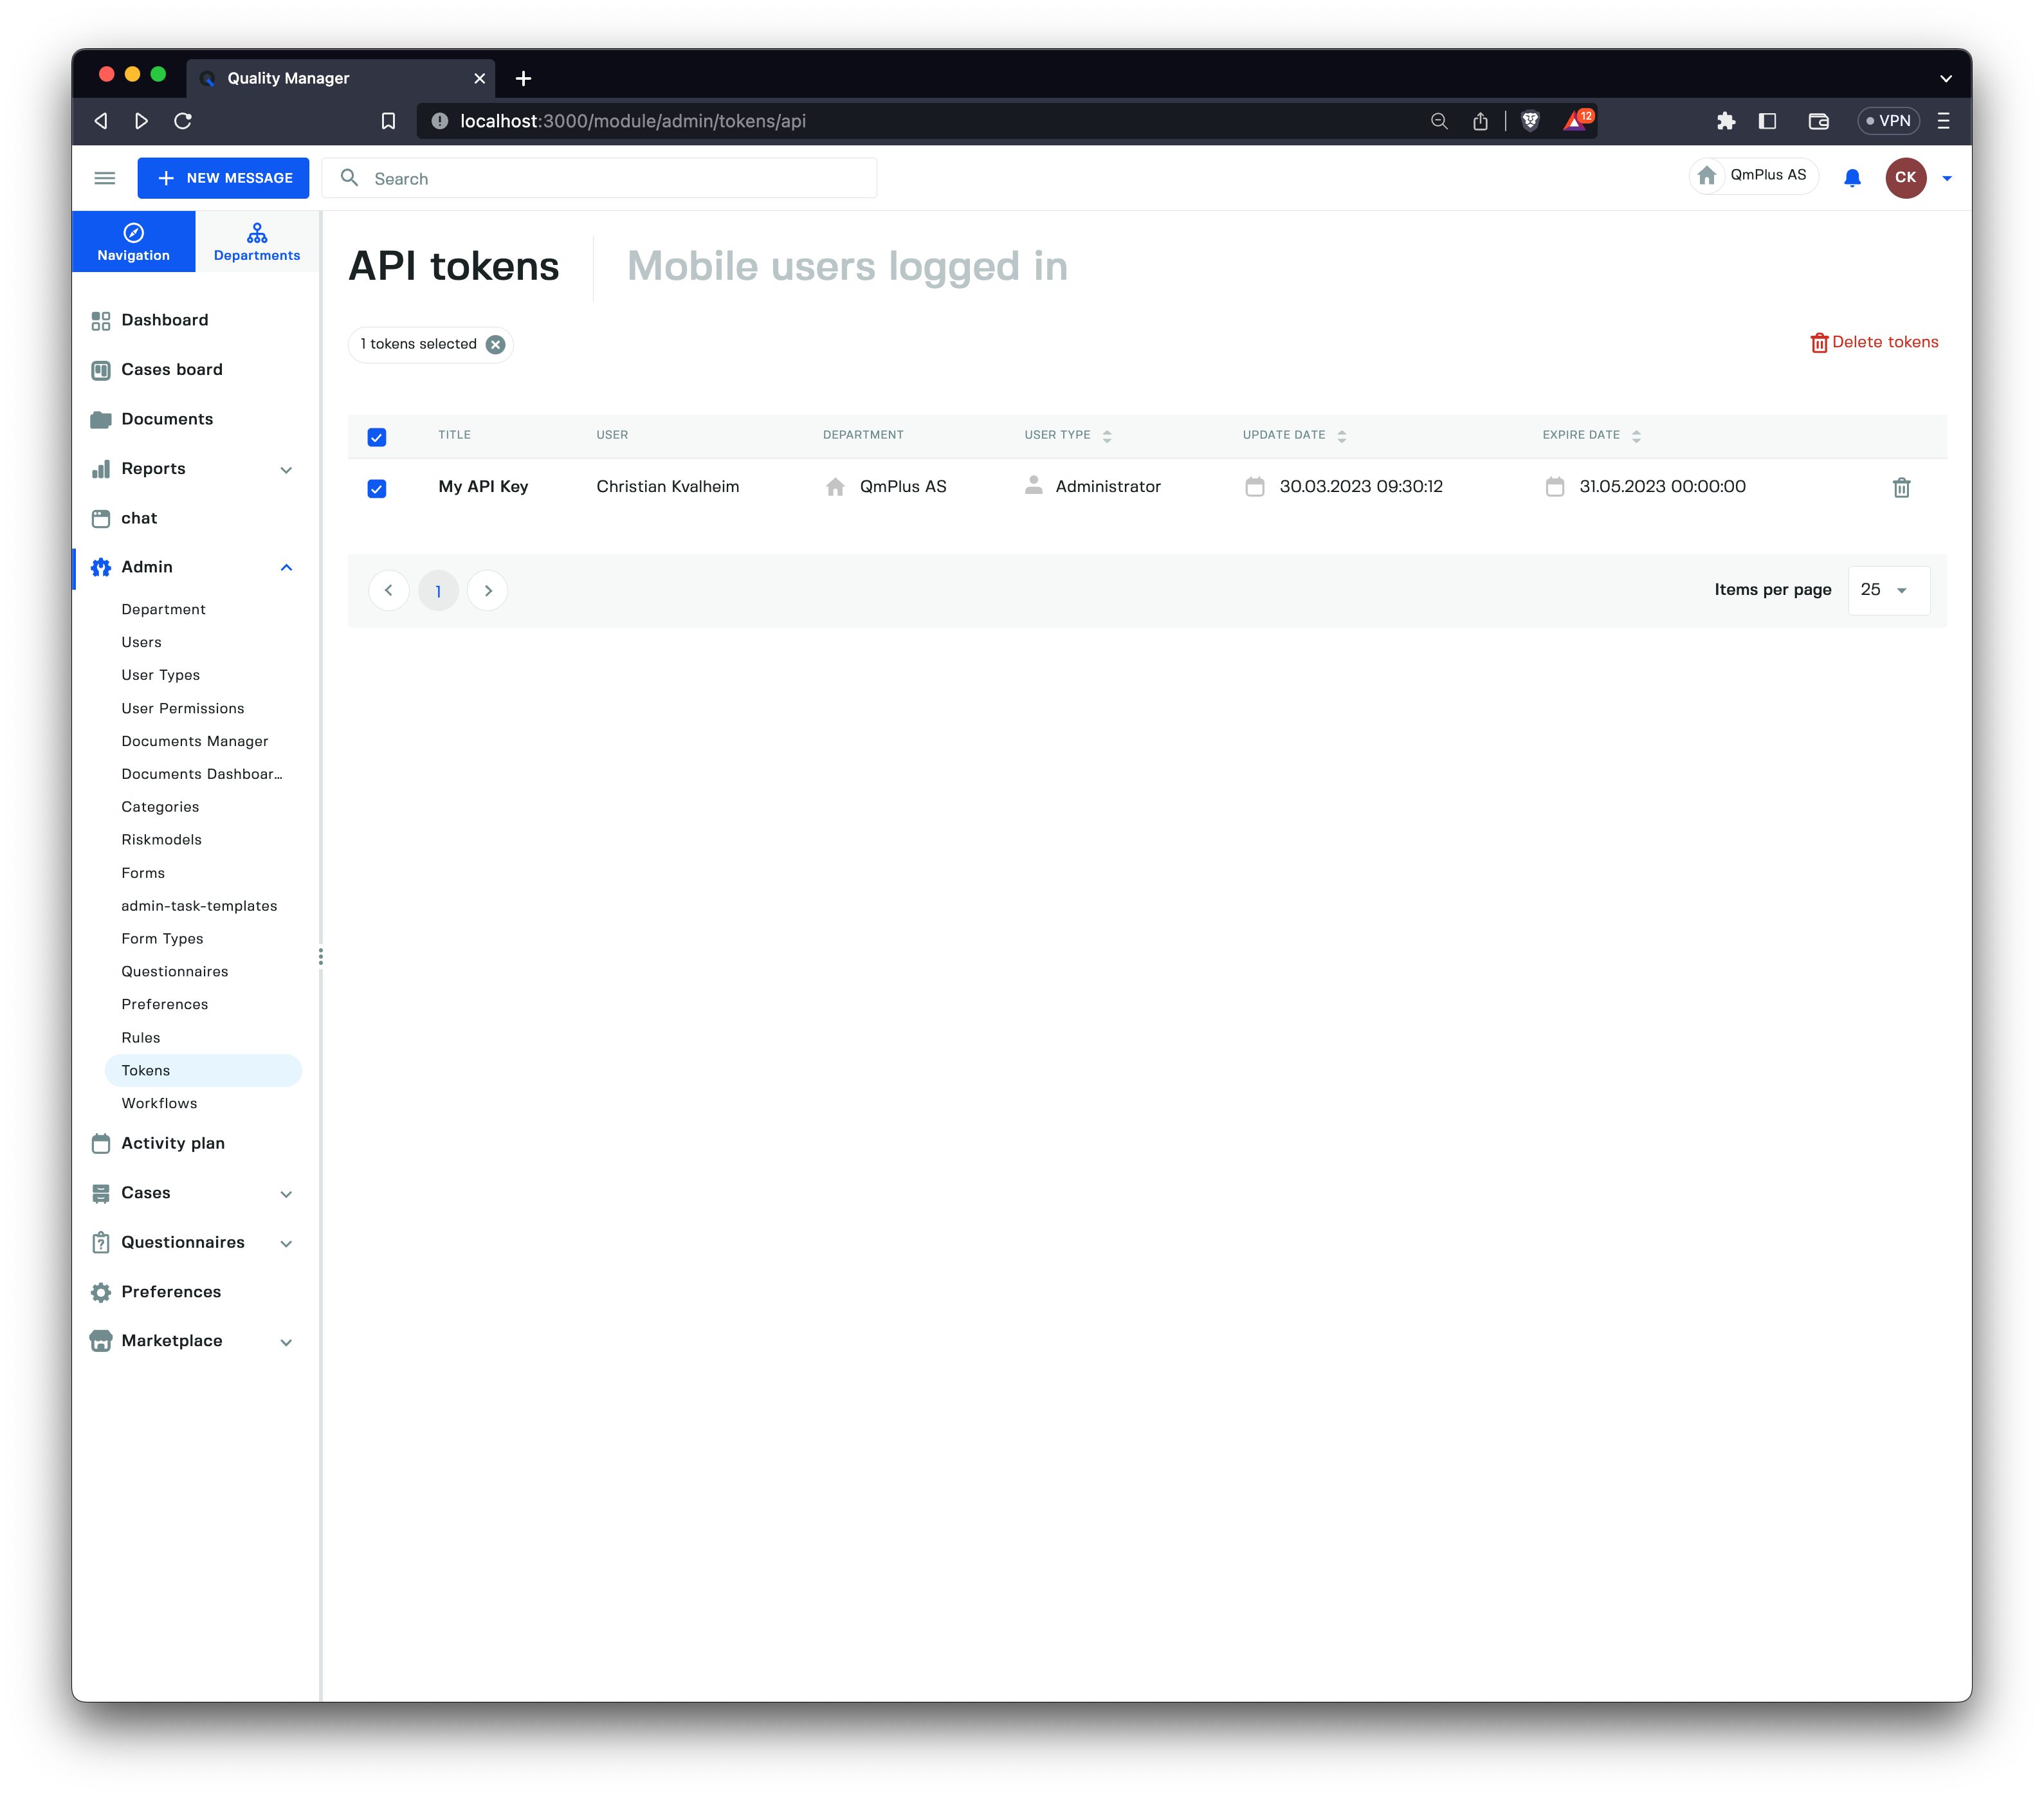 Quality Manager
localhost:3000/module/admin/tokens/api
12
VPN
NEW MESSAGE
Search
QmPlus AS
CK
Navigation
Departments
API tokens
Mobile users logged in
1 tokens selected
Delete tokens
TITLE USER DEPARTMENT USER TYPE UPDATE DATE EXPIRE DATE
My API Key Christian Kvalheim QmPlus AS Administrator 30.03.2023 09:30:12 31.05.2023 00:00:00
1
Items per page 25
Dashboard
Cases board
Documents
Reports
chat
Admin
Department
Users
User Types
User Permissions
Documents Manager
Documents Dashboar...
Categories
Riskmodels
Forms
admin-task-templates
Form Types
Questionnaires
Preferences
Rules
Tokens
Workflows
Activity plan
Cases
Questionnaires
Preferences
Marketplace